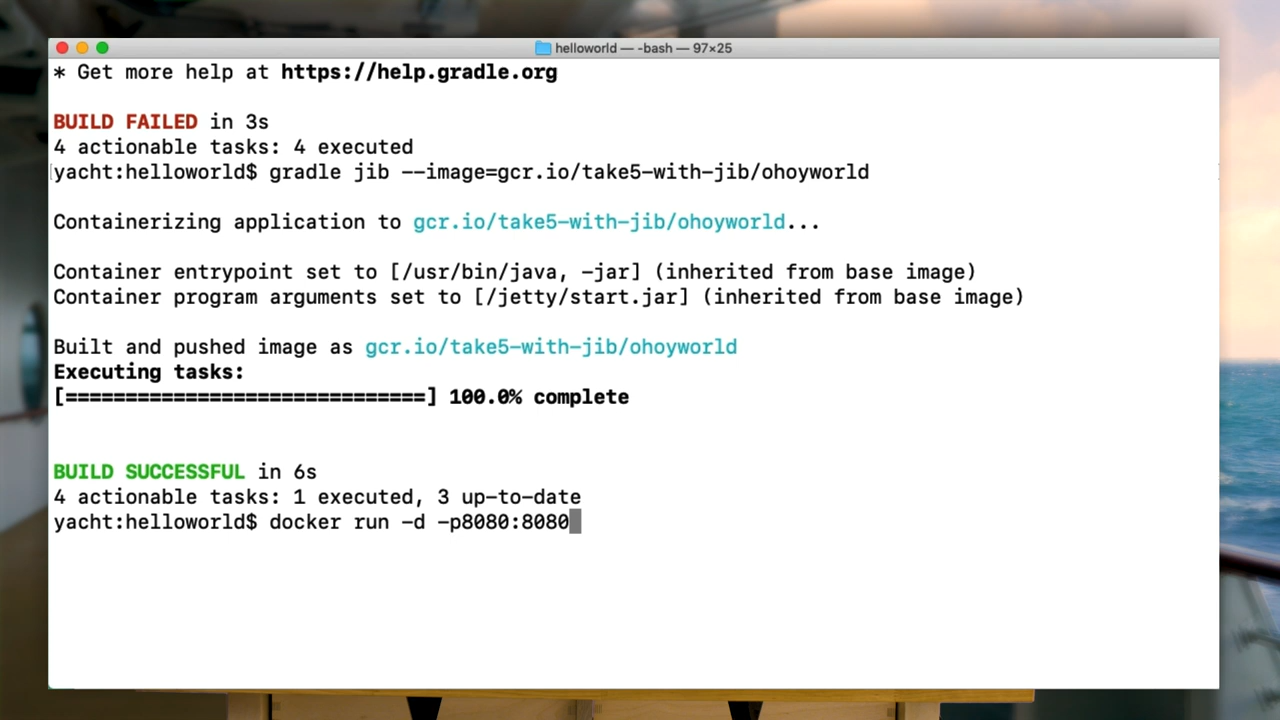 helloworld — -bash — 97×25
* Get more help at https://help.gradle.org
BUILD FAILED in 3s
4 actionable tasks: 4 executed
yacht:helloworld$ gradle jib --image=gcr.io/take5-with-jib/ohoyworld
Containerizing application to gcr.io/take5-with-jib/ohoyworld...
Container entrypoint set to [/usr/bin/java, -jar] (inherited from base image)
Container program arguments set to [/jetty/start.jar] (inherited from base image)
Built and pushed image as gcr.io/take5-with-jib/ohoyworld
Executing tasks:
[==============================] 100.0% complete
BUILD SUCCESSFUL in 6s
4 actionable tasks: 1 executed, 3 up-to-date
yacht:helloworld$ docker run -d -p8080:8080